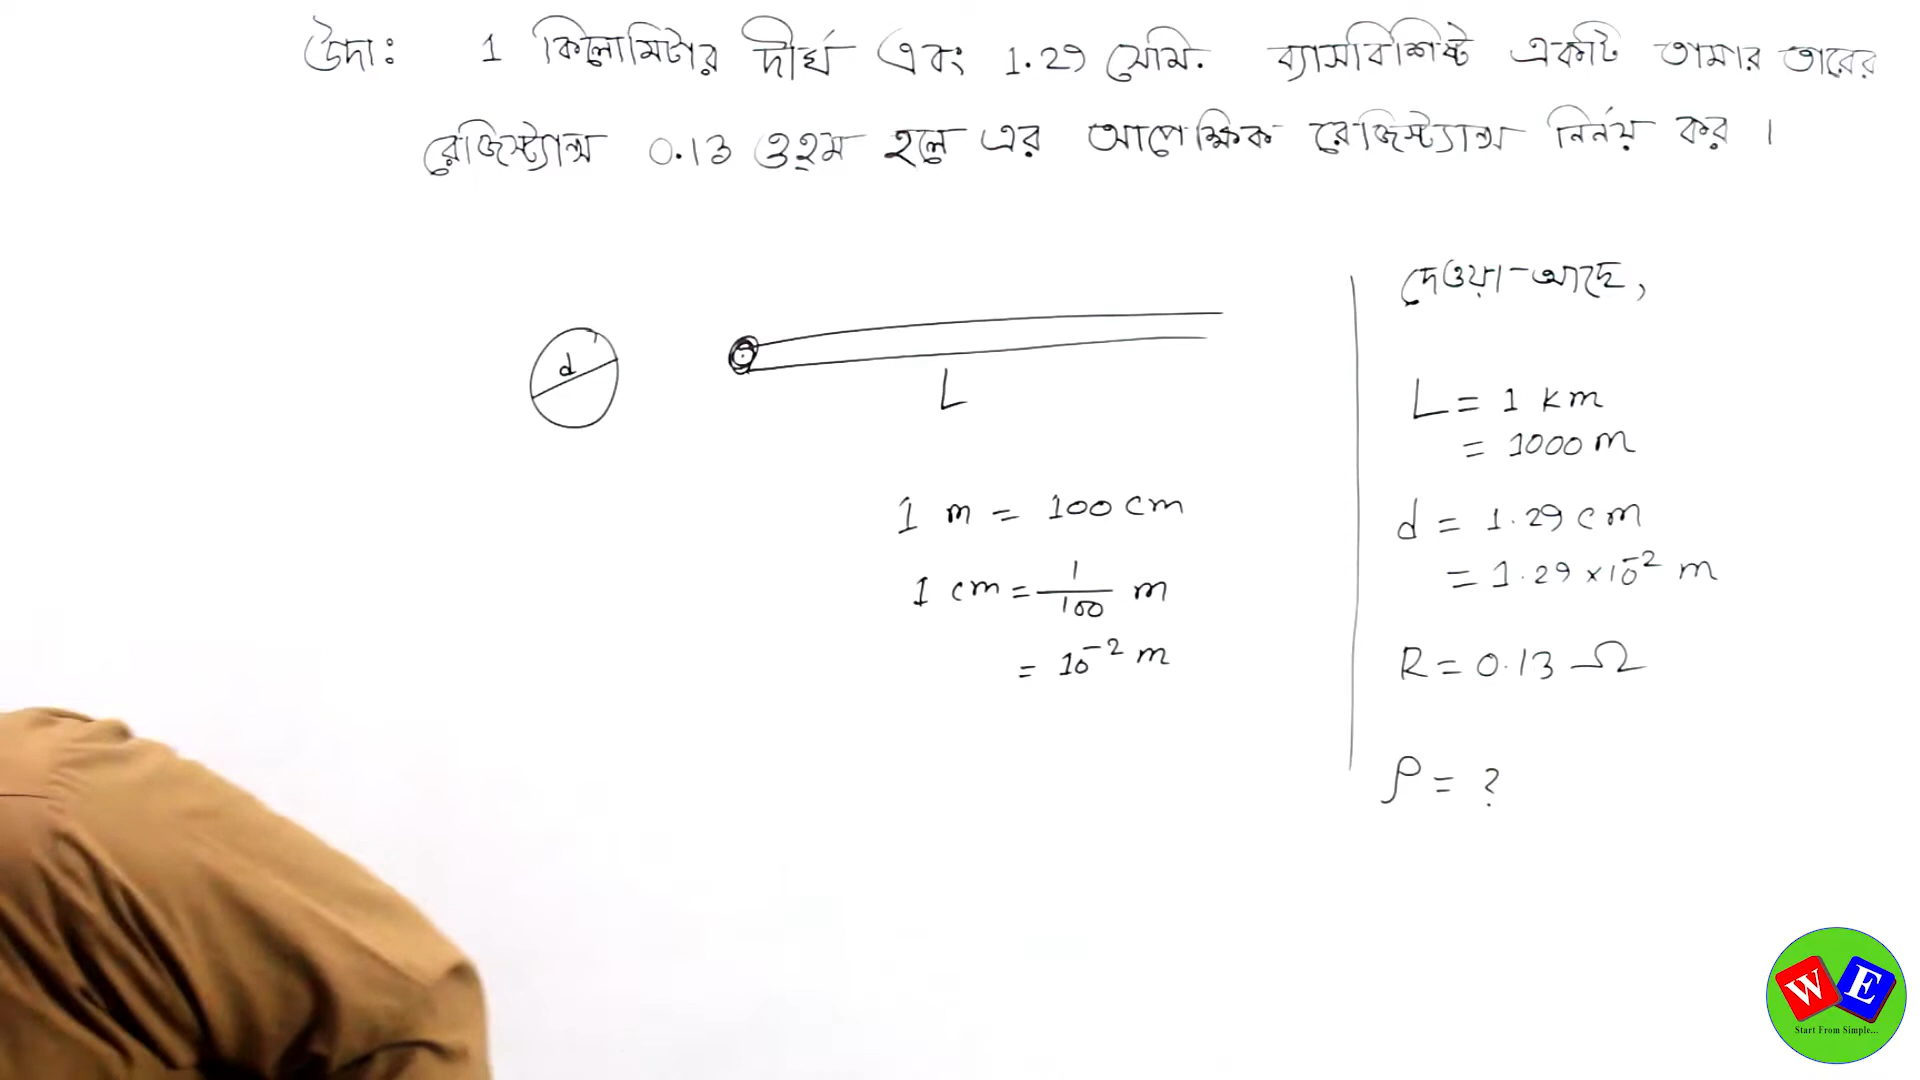 উদাঃ 1 কিলোমিটার দীর্ঘ এবং 1.29 সেমি. ব্যাসবিশিষ্ট একটি তামার তারের
রেজিস্ট্যান্স 0.13 ওহম হলে এর আপেক্ষিক রেজিস্ট্যান্স নির্নয় কর।
দেওয়া আছে,
d
L
L = 1 km
= 1000 m
1 m = 100 cm
d = 1.29 cm
= 1.29 × 10⁻² m
1 cm = 1/100 m
= 10⁻² m
R = 0.13 Ω
ρ = ?
W E
Start From Simple...